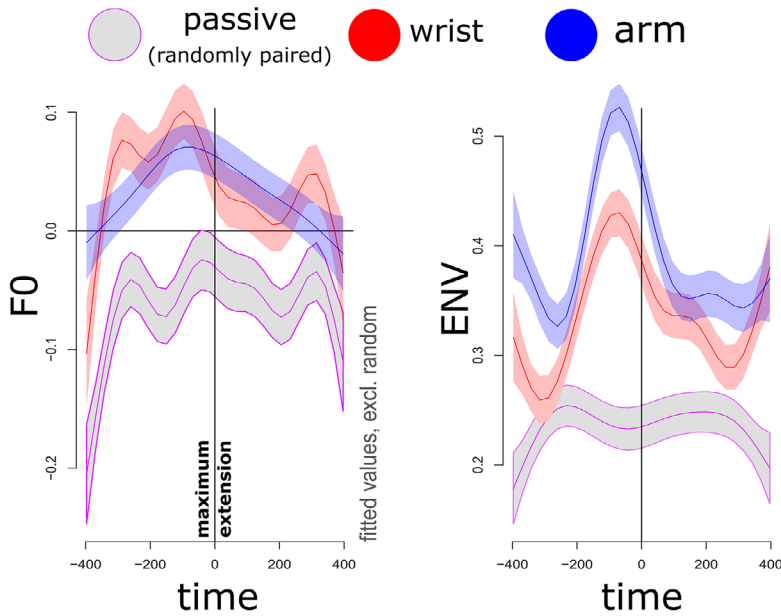 passive
(randomly paired)
wrist
arm
F0
0.1
0.0
−0.1
−0.2
maximum
extension
fitted values, excl. random
−400
−200
0
200
400
time
ENV
0.5
0.4
0.3
0.2
−400
−200
0
200
400
time